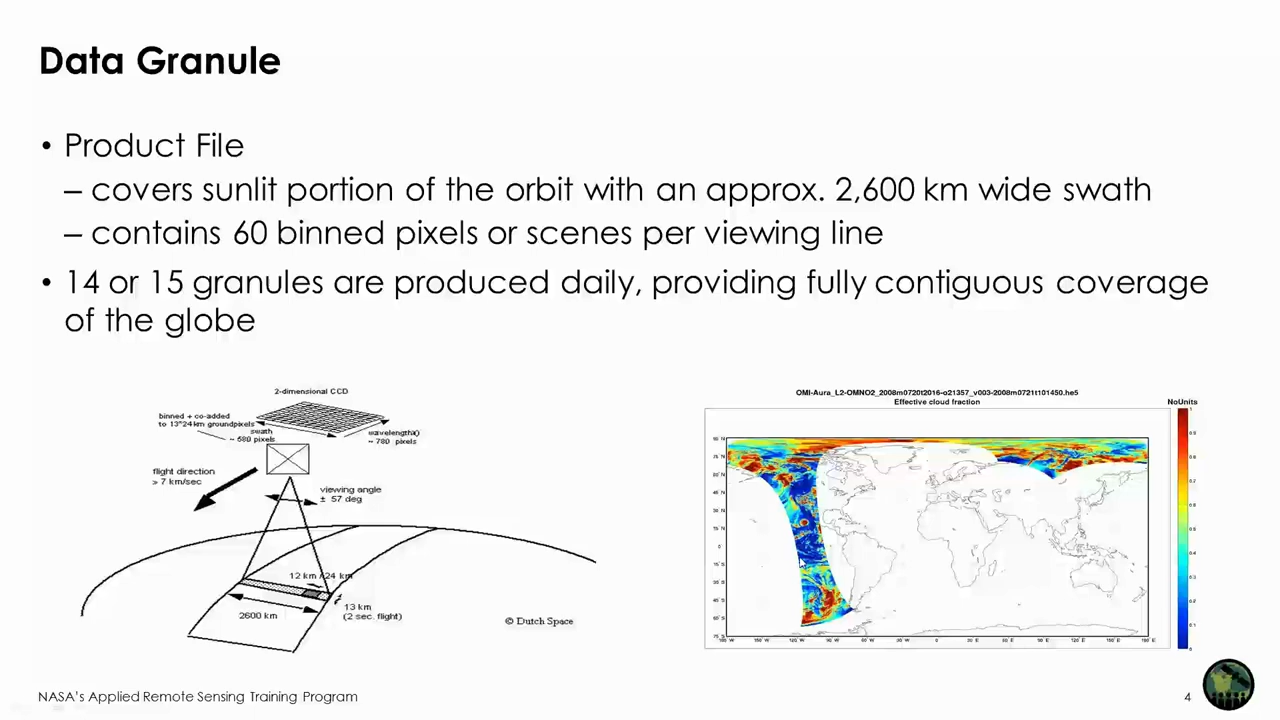 Data Granule
• Product File
– covers sunlit portion of the orbit with an approx. 2,600 km wide swath
– contains 60 binned pixels or scenes per viewing line
• 14 or 15 granules are produced daily, providing fully contiguous coverage
of the globe
2-dimensional CCD
binned + co-added
to 13*24 km groundpixels
swath
~ 580 pixels
wavelength
~ 780 pixels
flight direction
> 7 km/sec
viewing angle
± 57 deg
12 km / 24 km
13 km
(2 sec. flight)
2600 km
© Dutch Space
OMI-Aura_L2-OMNO2_2008m0720t2016-o21357_v003-2008m0721t101450.he5
Effective cloud fraction
NoUnits
NASA's Applied Remote Sensing Training Program
4